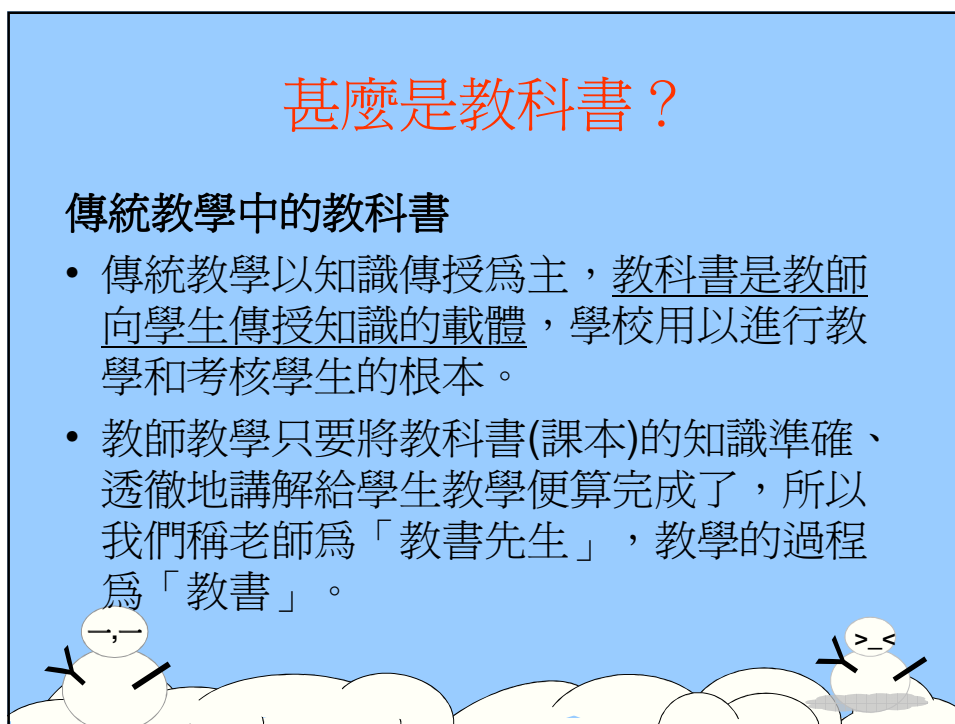 甚麼是教科書？
傳統教學中的教科書
• 傳統教學以知識傳授爲主，教科書是教師
向學生傳授知識的載體，學校用以進行教
學和考核學生的根本。
• 教師教學只要將教科書(課本)的知識準確、
透徹地講解給學生教學便算完成了，所以
我們稱老師爲「教書先生」，教學的過程
爲「教書」。
一,一
>_<